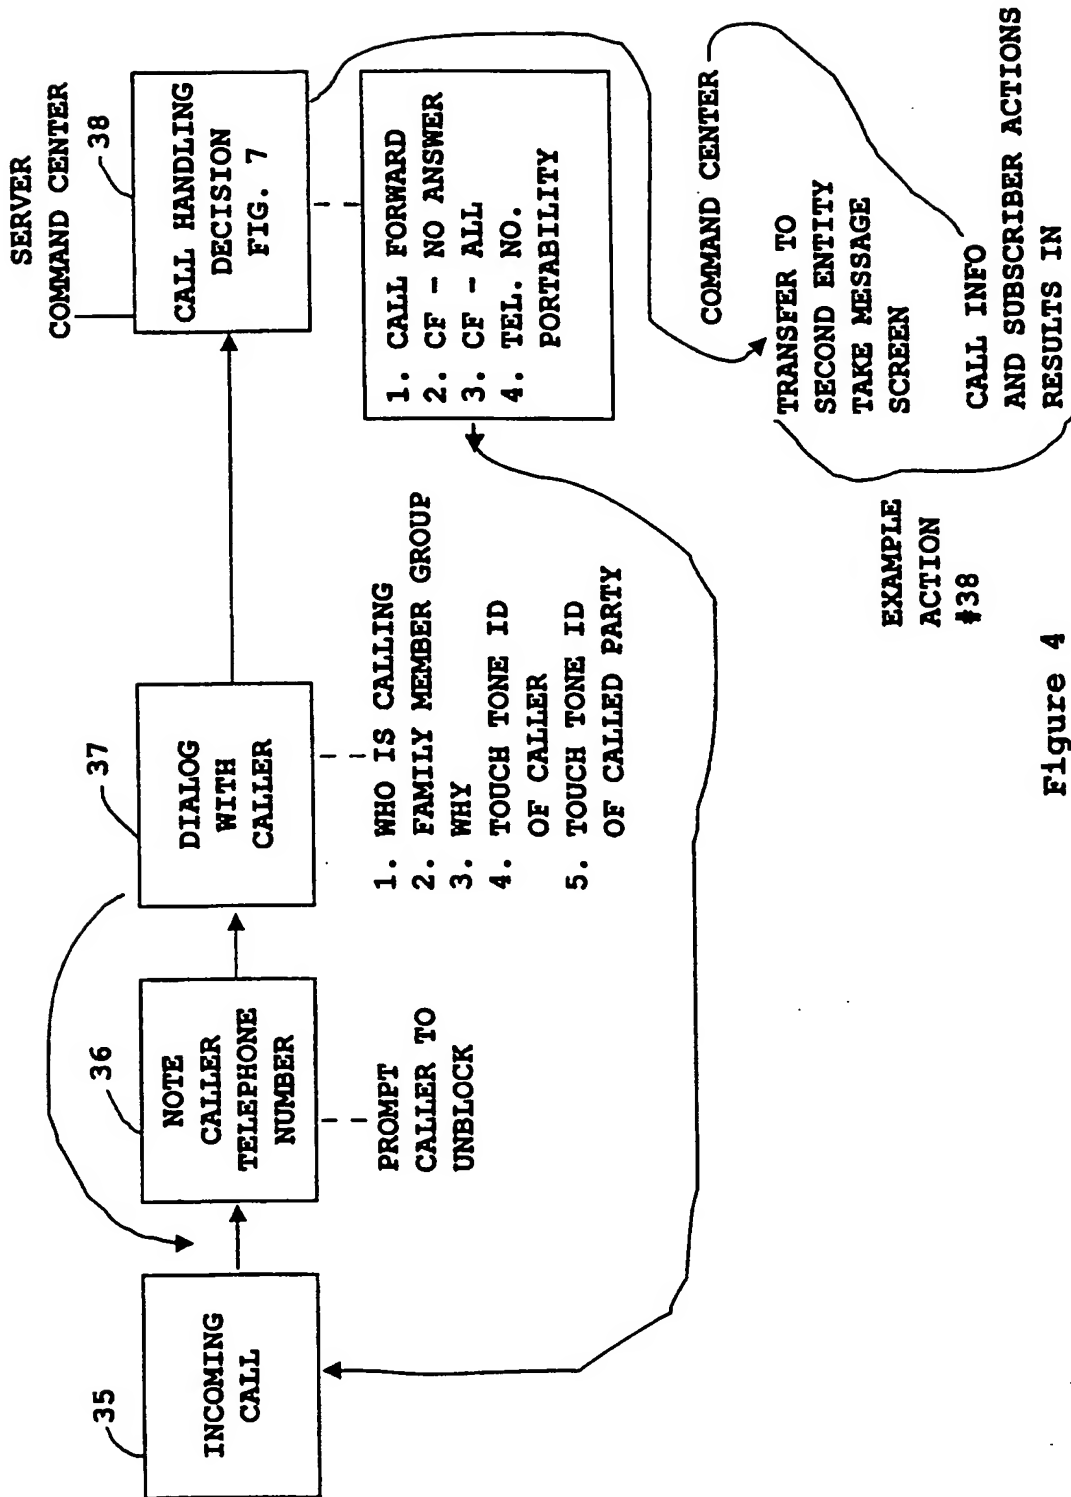 35
INCOMING
CALL
36
NOTE
CALLER
TELEPHONE
NUMBER
PROMPT
CALLER TO
UNBLOCK
37
DIALOG
WITH
CALLER
1. WHO IS CALLING
2. FAMILY MEMBER GROUP
3. WHY
4. TOUCH TONE ID
OF CALLER
5. TOUCH TONE ID
OF CALLED PARTY
SERVER
COMMAND CENTER
38
CALL HANDLING
DECISION
FIG. 7
1. CALL FORWARD
2. CF - NO ANSWER
3. CF - ALL
4. TEL. NO.
PORTABILITY
COMMAND CENTER
TRANSFER TO
SECOND ENTITY
TAKE MESSAGE
SCREEN
CALL INFO
AND SUBSCRIBER ACTIONS
RESULTS IN
EXAMPLE
ACTION
#38
Figure 4